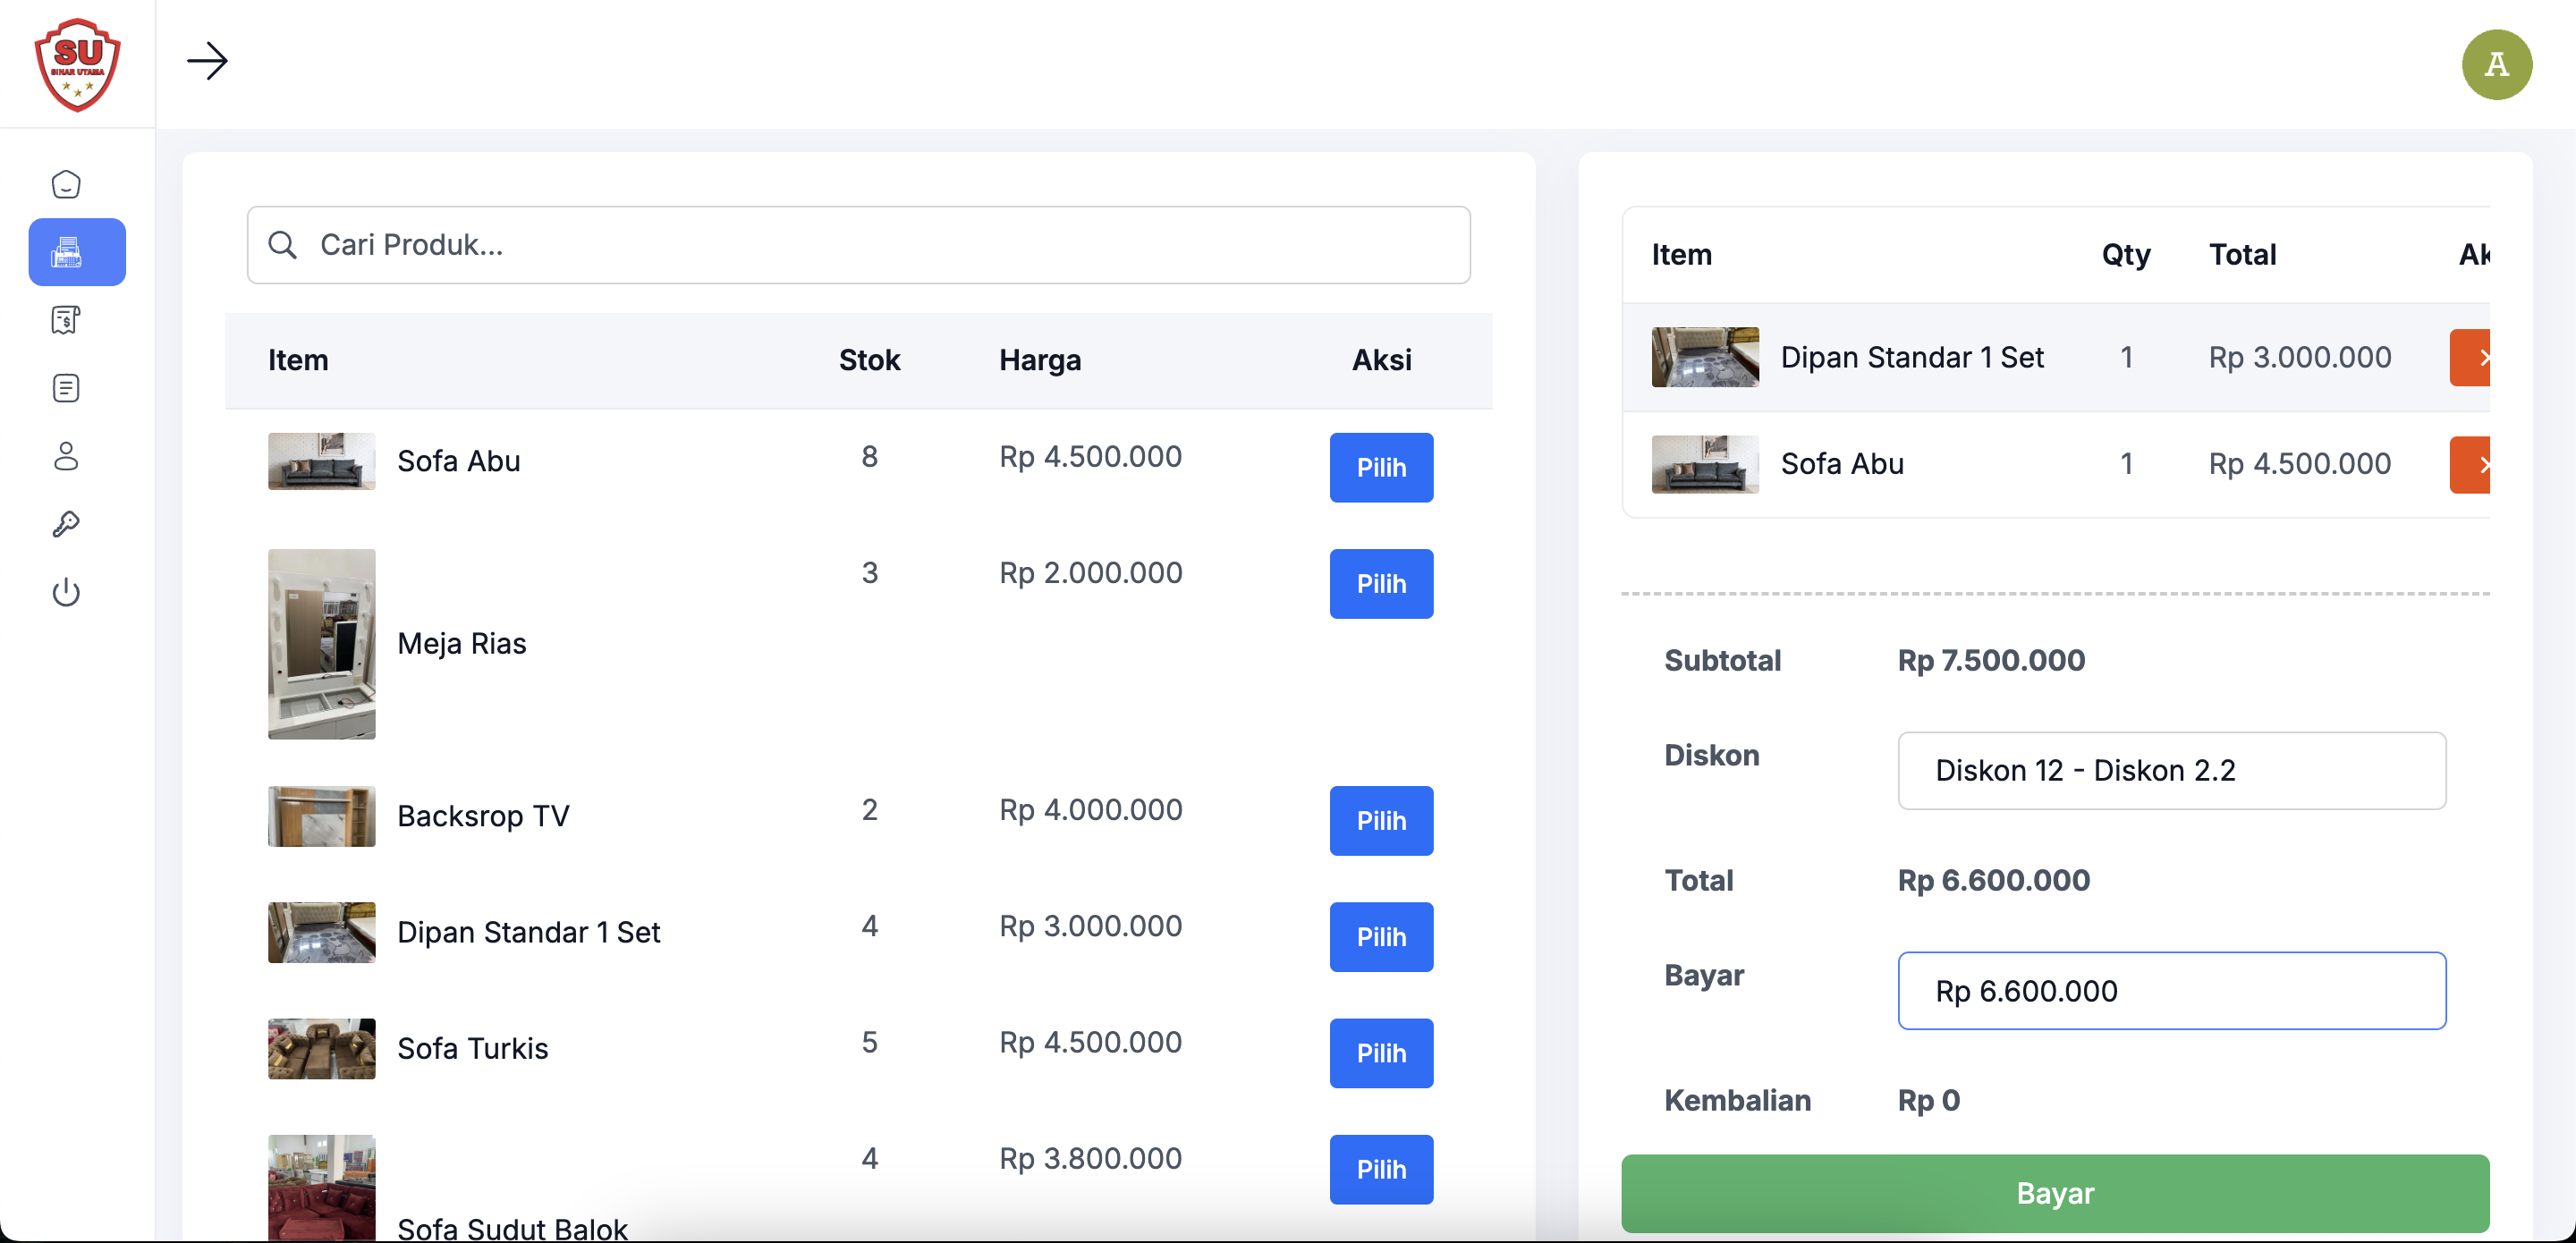 SU
SINAR UTAMA
A
Cari Produk...
Item Stok Harga Aksi
Sofa Abu 8 Rp 4.500.000 Pilih
Meja Rias 3 Rp 2.000.000 Pilih
Backsrop TV 2 Rp 4.000.000 Pilih
Dipan Standar 1 Set 4 Rp 3.000.000 Pilih
Sofa Turkis 5 Rp 4.500.000 Pilih
Sofa Sudut Balok 4 Rp 3.800.000 Pilih
Item Qty Total Ak
Dipan Standar 1 Set 1 Rp 3.000.000
Sofa Abu 1 Rp 4.500.000
Subtotal Rp 7.500.000
Diskon Diskon 12 - Diskon 2.2
Total Rp 6.600.000
Bayar Rp 6.600.000
Kembalian Rp 0
Bayar